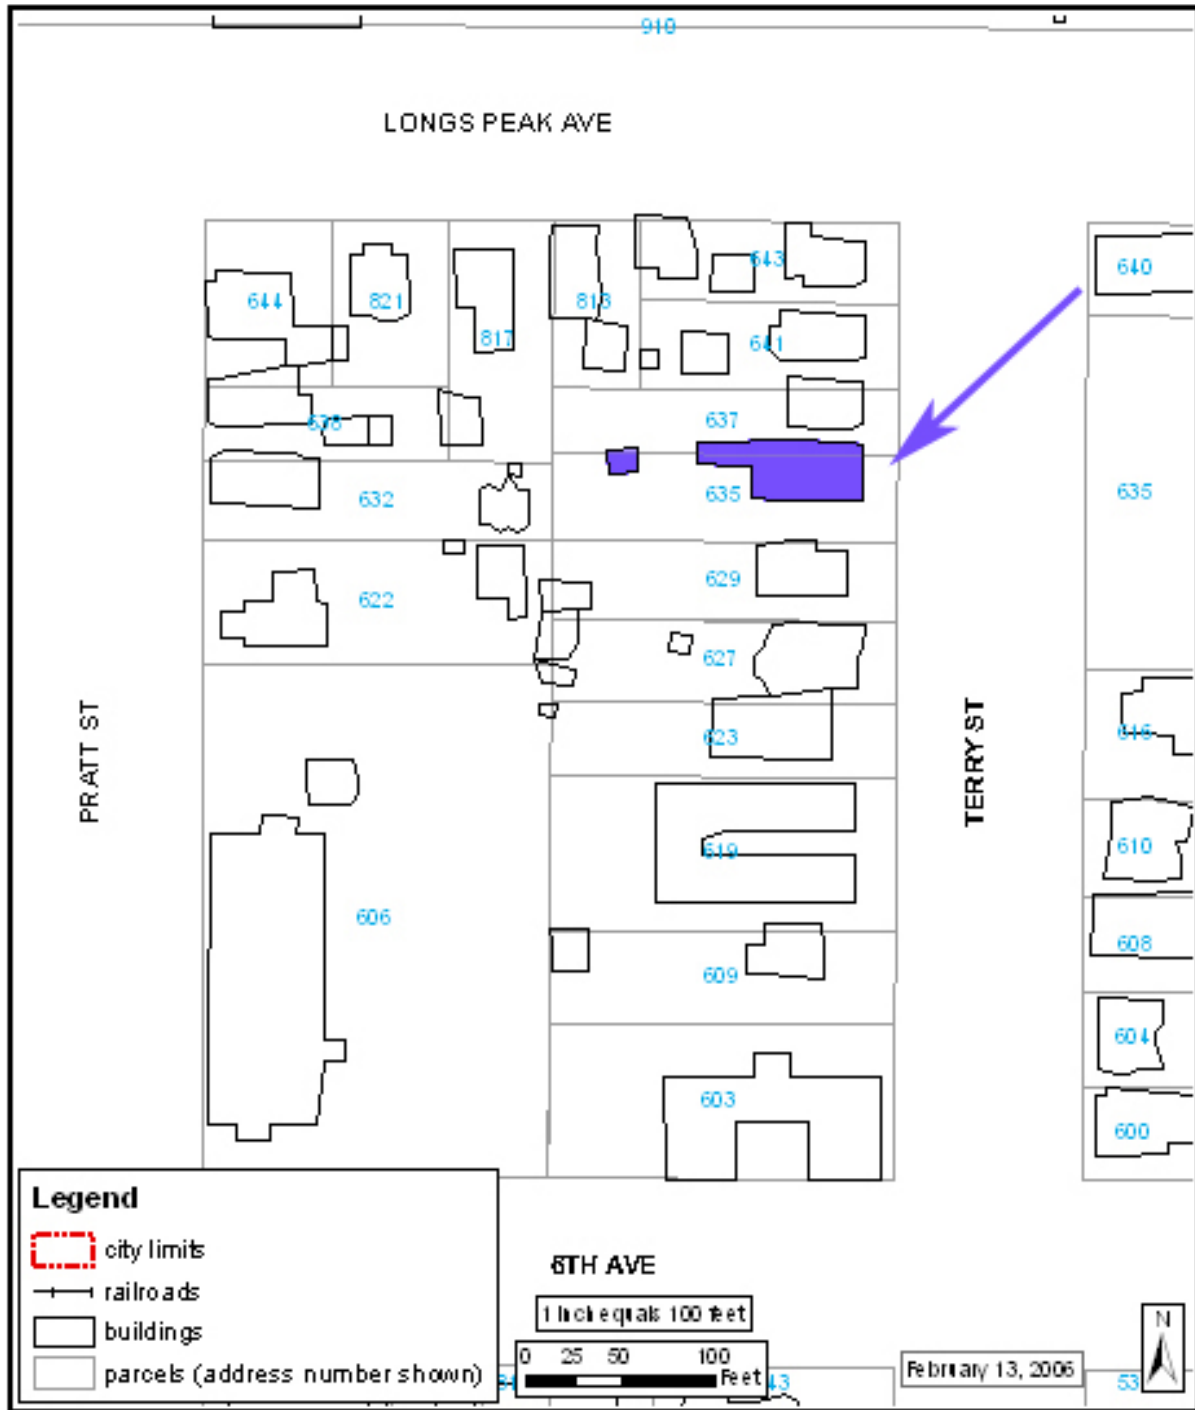 910
LONGS PEAK AVE
643
640
644
821
817
813
641
638
637
632
635
635
622
629
627
PRATT ST
TERRY ST
623
616
619
610
606
609
608
604
603
600
Legend
city limits
railroads
buildings
parcels (address number shown)
6TH AVE
1 inch equals 100 feet
0 25 50 100
Feet
N
February 13, 2006